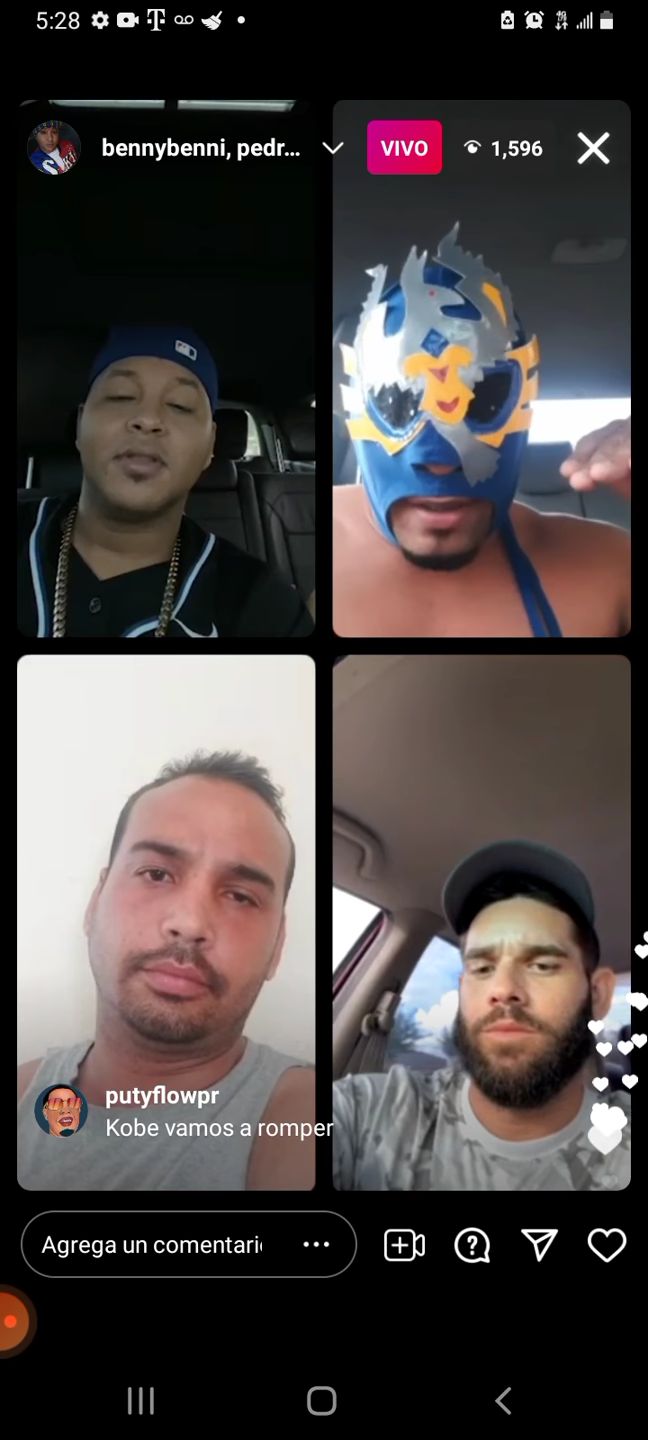 5:28
bennybenni, pedr...
VIVO
1,596
putyflowpr
Kobe vamos a romper
Agrega un comentari